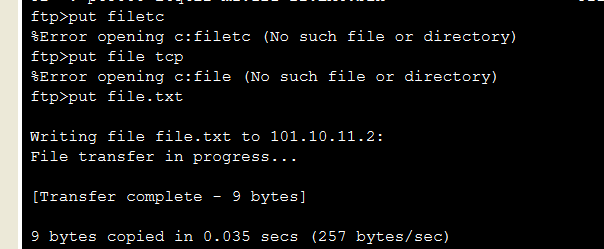 ftp>put filetc
%Error opening c:filetc (No such file or directory)
ftp>put file tcp
%Error opening c:file (No such file or directory)
ftp>put file.txt
Writing file file.txt to 101.10.11.2:
File transfer in progress...
[Transfer complete - 9 bytes]
9 bytes copied in 0.035 secs (257 bytes/sec)